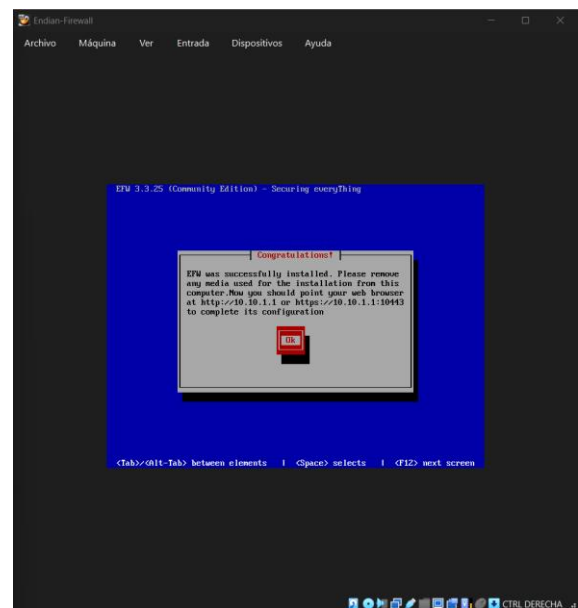 Endian-Firewall
Archivo Máquina Ver Entrada Dispositivos Ayuda
EFW 3.3.25 (Community Edition) - Securing everyThing
Congratulations!
EFW was successfully installed. Please remove
any media used for the installation from this
computer.Now you should point your web browser
at http://10.10.1.1 or https://10.10.1.1:10443
to complete its configuration
Ok
<Tab>/<Alt-Tab> between elements | <Space> selects | <F12> next screen
CTRL DERECHA